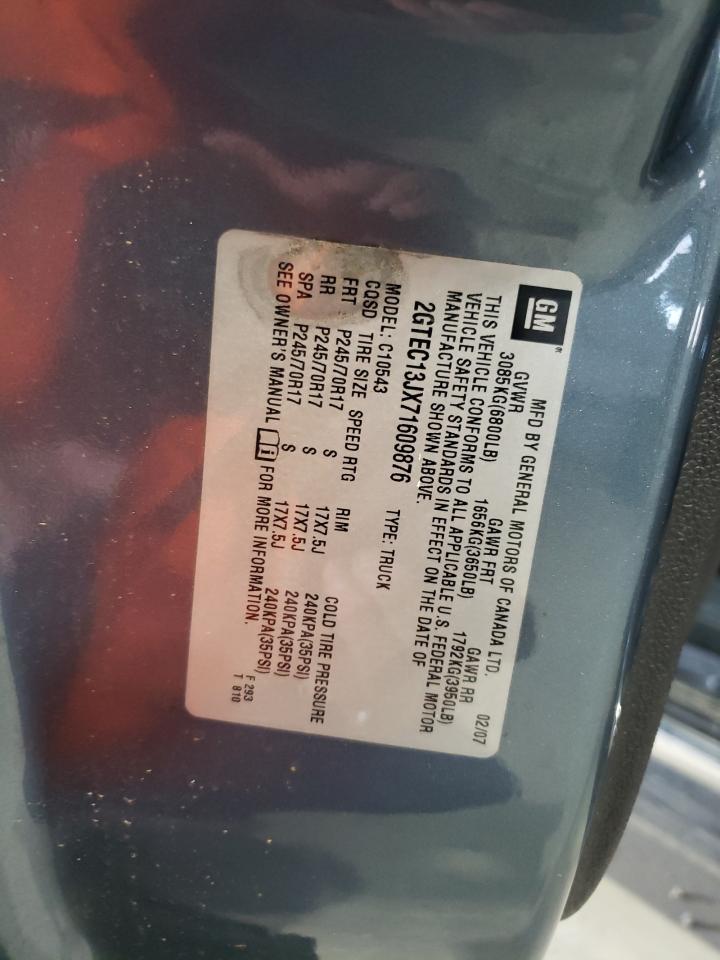 GM
MFD BY GENERAL MOTORS OF CANADA LTD.
02/07
GVWR GAWR FRT GAWR RR
3085KG(6800LB) 1656KG(3650LB) 1792KG(3950LB)
THIS VEHICLE CONFORMS TO ALL APPLICABLE U.S. FEDERAL MOTOR
VEHICLE SAFETY STANDARDS IN EFFECT ON THE DATE OF
MANUFACTURE SHOWN ABOVE.
2GTEC13JX71609876
MODEL: C10543 TYPE: TRUCK
CQSD TIRE SIZE SPEED RTG RIM COLD TIRE PRESSURE
FRT P245/70R17 S 17X7.5J 240KPA(35PSI)
RR P245/70R17 S 17X7.5J 240KPA(35PSI)
SPA P245/70R17 S 17X7.5J 240KPA(35PSI)
SEE OWNER'S MANUAL i FOR MORE INFORMATION.
F 293
T 810